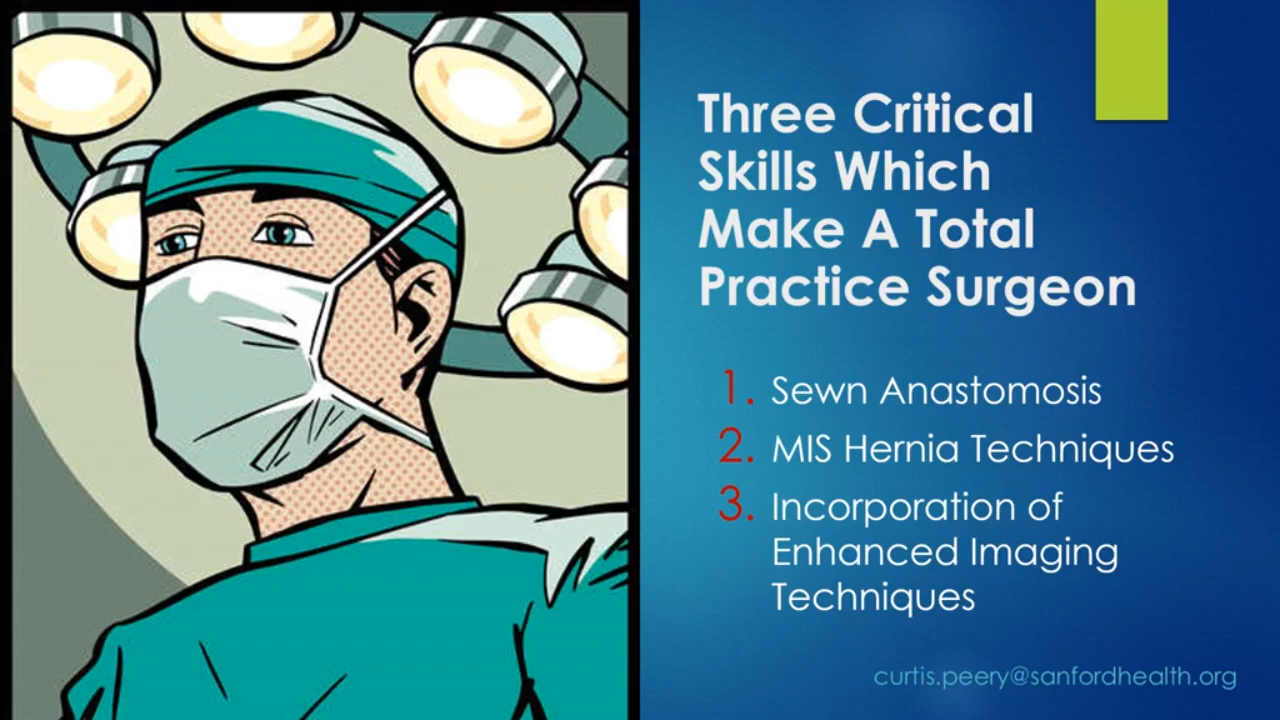 Three Critical
Skills Which
Make A Total
Practice Surgeon
1. Sewn Anastomosis
2. MIS Hernia Techniques
3. Incorporation of
Enhanced Imaging
Techniques
curtis.peery@sanfordhealth.org